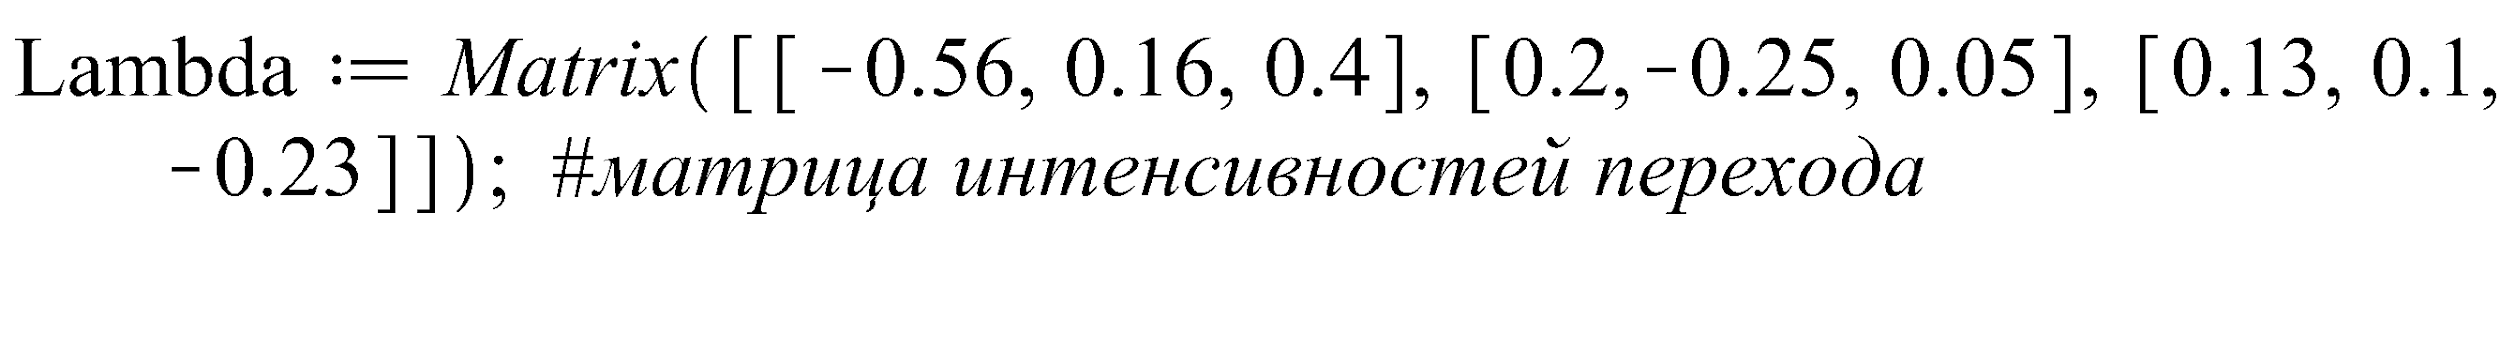 Lambda := Matrix([[ -0.56, 0.16, 0.4], [0.2, -0.25, 0.05], [0.13, 0.1,
-0.23]]); #матрица интенсивностей перехода